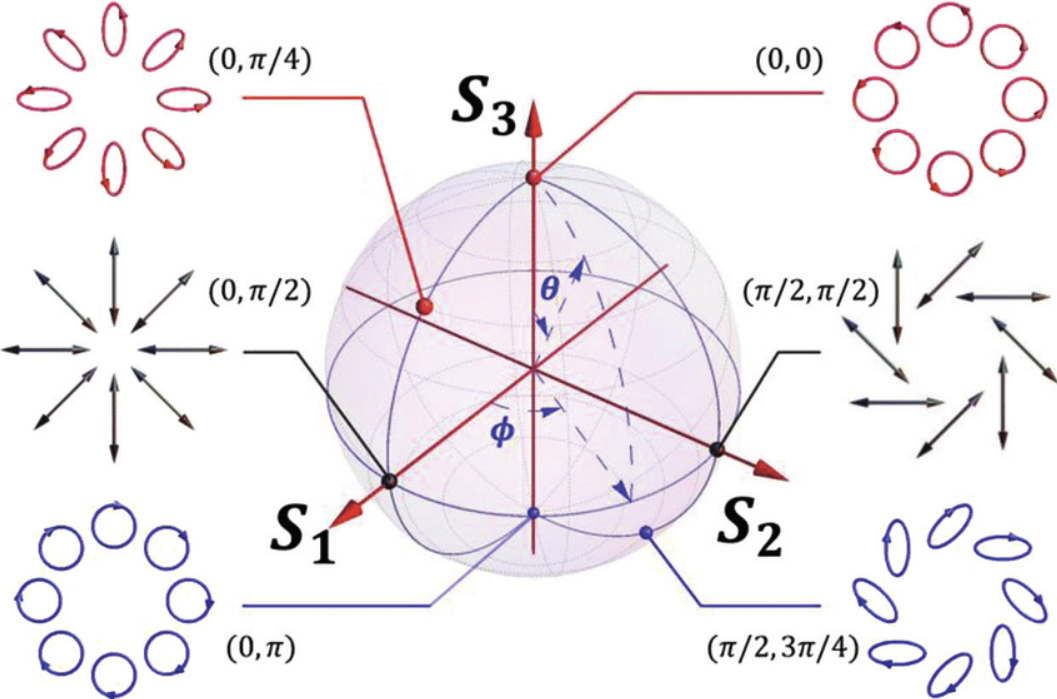 (0, π/4)
(0,0)
S₃
(0, π/2)
θ
(π/2,π/2)
ϕ
S₁
S₂
(0, π)
(π/2,3π/4)